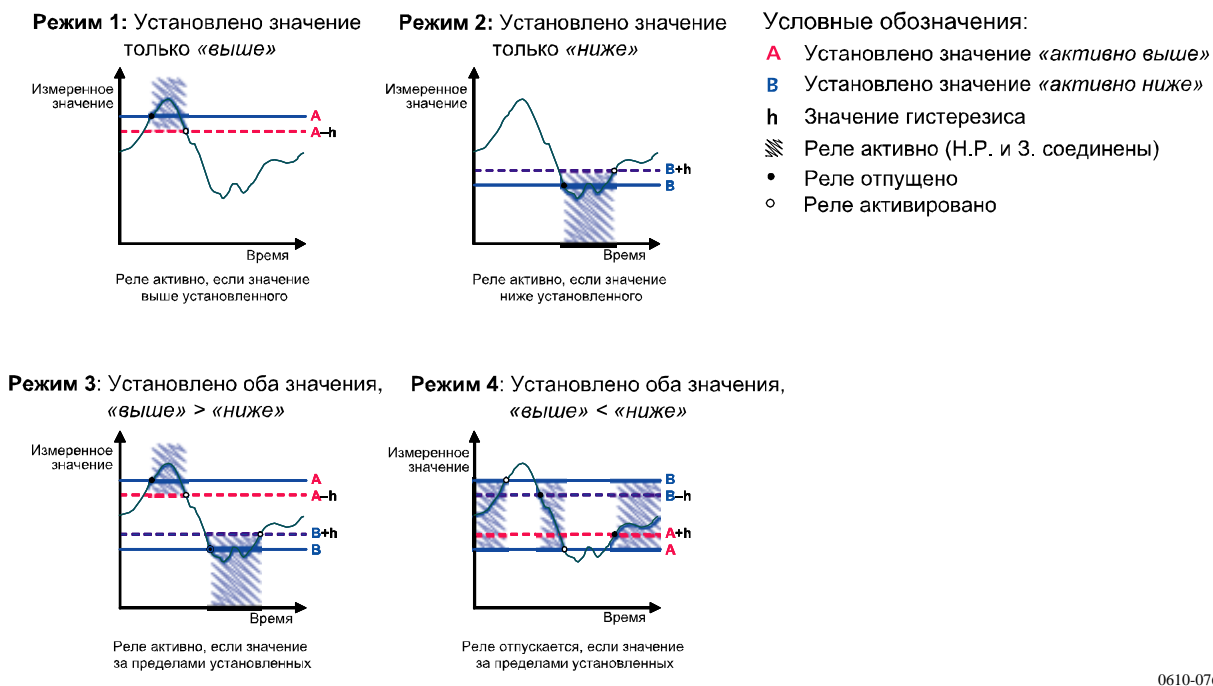 Режим 1: Установлено значение
только «выше»
Измеренное
значение
A
A–h
Время
Реле активно, если значение
выше установленного
Режим 2: Установлено значение
только «ниже»
Измеренное
значение
B+h
B
Время
Реле активно, если значение
ниже установленного
Условные обозначения:
A Установлено значение «активно выше»
B Установлено значение «активно ниже»
h Значение гистерезиса
Реле активно (Н.Р. и З. соединены)
Реле отпущено
Реле активировано
Режим 3: Установлено оба значения,
«выше» > «ниже»
Измеренное
значение
A
A–h
B+h
B
Время
Реле активно, если значение
за пределами установленных
Режим 4: Установлено оба значения,
«выше» < «ниже»
Измеренное
значение
B
B–h
A+h
A
Время
Реле отпускается, если значение
за пределами установленных